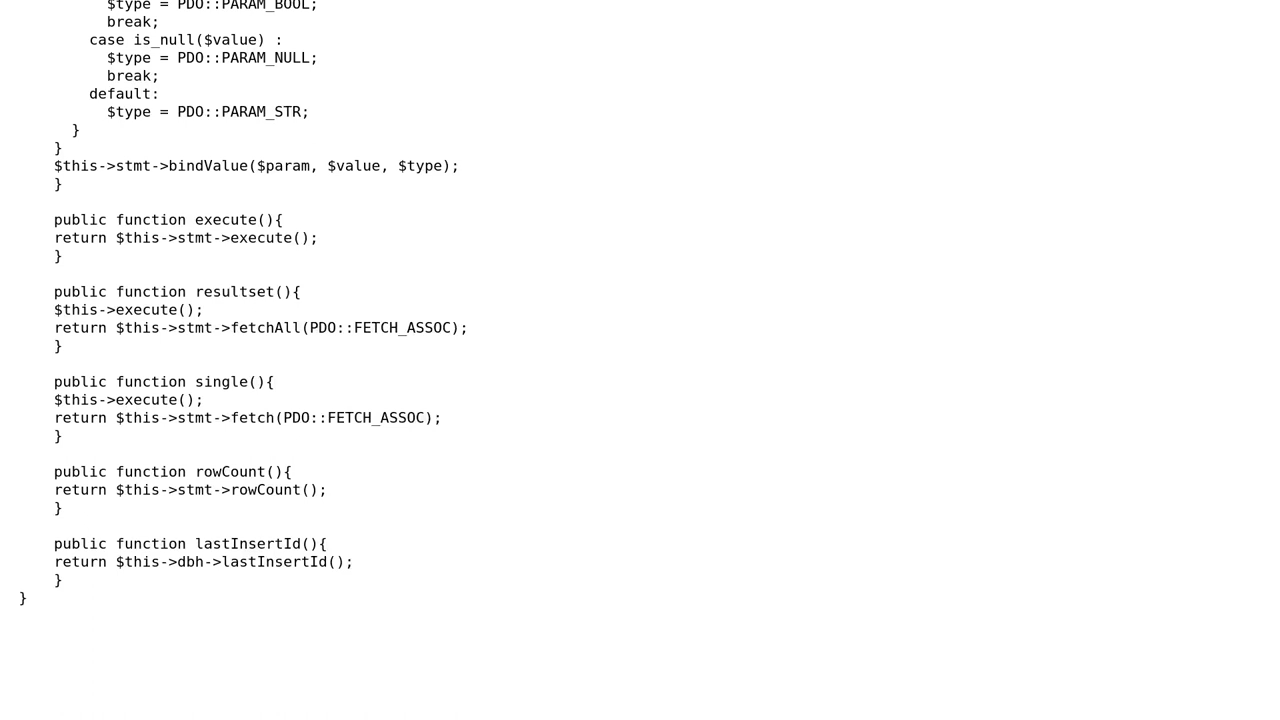 $type = PDO::PARAM_BOOL;
break;
case is_null($value) :
$type = PDO::PARAM_NULL;
break;
default:
$type = PDO::PARAM_STR;
}
}
$this->stmt->bindValue($param, $value, $type);
}
public function execute(){
return $this->stmt->execute();
}
public function resultset(){
$this->execute();
return $this->stmt->fetchAll(PDO::FETCH_ASSOC);
}
public function single(){
$this->execute();
return $this->stmt->fetch(PDO::FETCH_ASSOC);
}
public function rowCount(){
return $this->stmt->rowCount();
}
public function lastInsertId(){
return $this->dbh->lastInsertId();
}
}